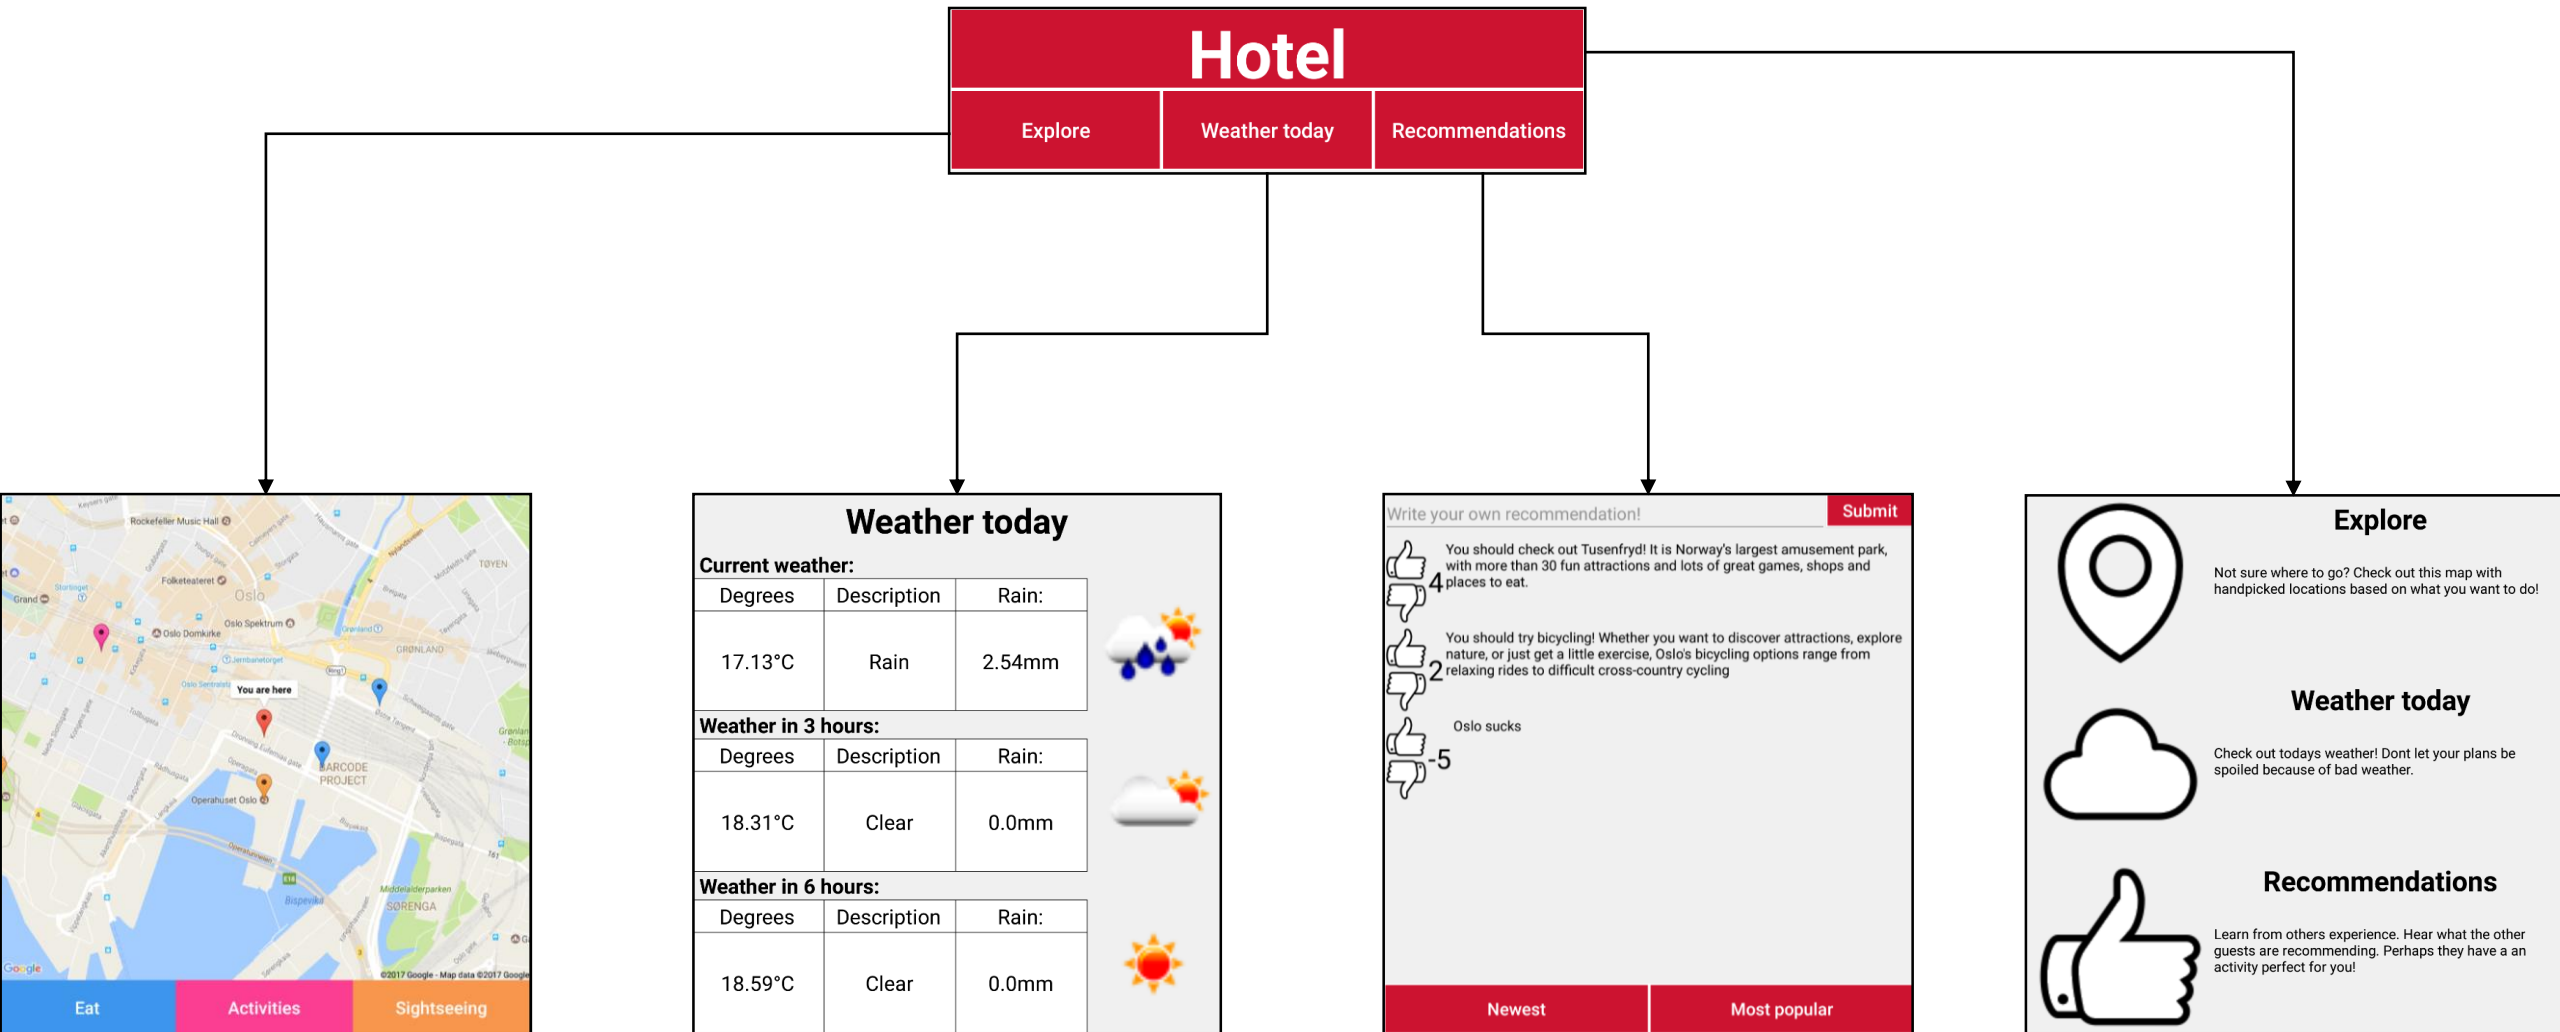 Hotel
Explore
Weather today
Recommendations
Rockefeller Music Hall
Folketeateret
Oslo
TØYEN
Stortinget
Grand
Oslo Spektrum
Oslo Domkirke
Grønland
GRØNLAND
Jernbanetorget
You are here
BARCODE
PROJECT
Operagata
Operahuset Oslo
Operatunnelen
E18
Bispevika
Middelalderparken
SØRENGA
Google
©2017 Google - Map data ©2017 Google
Eat
Activities
Sightseeing
Weather today
Current weather:
Degrees Description Rain:
17.13°C Rain 2.54mm
Weather in 3 hours:
Degrees Description Rain:
18.31°C Clear 0.0mm
Weather in 6 hours:
Degrees Description Rain:
18.59°C Clear 0.0mm
Write your own recommendation!
Submit
You should check out Tusenfryd! It is Norway's largest amusement park,
with more than 30 fun attractions and lots of great games, shops and
places to eat.
4
You should try bicycling! Whether you want to discover attractions, explore
nature, or just get a little exercise, Oslo's bicycling options range from
relaxing rides to difficult cross-country cycling
2
Oslo sucks
-5
Newest
Most popular
Explore
Not sure where to go? Check out this map with
handpicked locations based on what you want to do!
Weather today
Check out todays weather! Dont let your plans be
spoiled because of bad weather.
Recommendations
Learn from others experience. Hear what the other
guests are recommending. Perhaps they have a an
activity perfect for you!